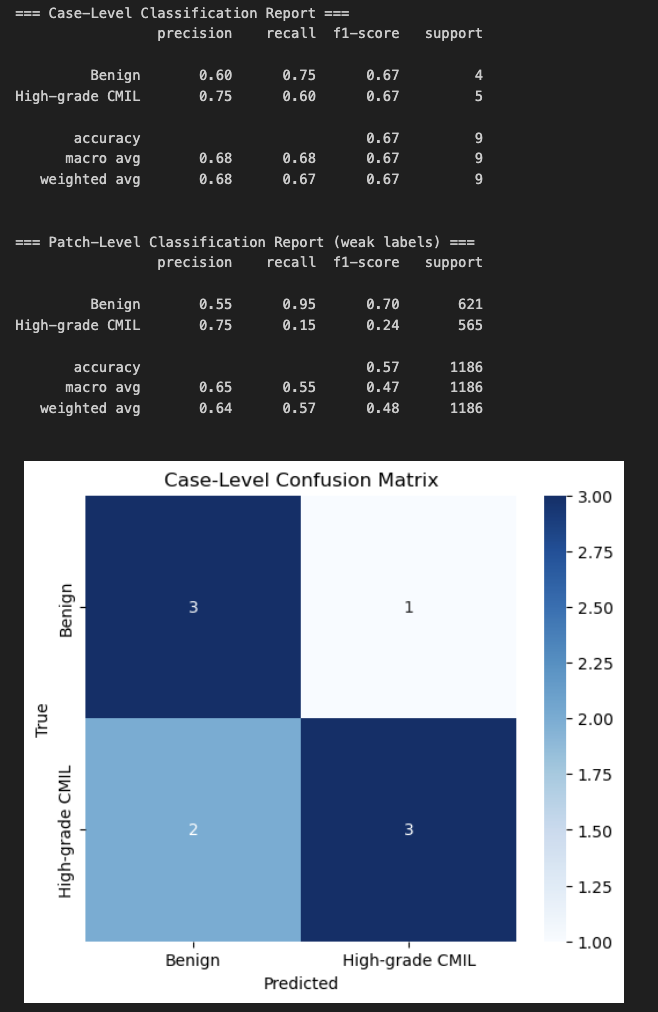 === Case-Level Classification Report ===
precision recall f1-score support
Benign 0.60 0.75 0.67 4
High-grade CMIL 0.75 0.60 0.67 5
accuracy 0.67 9
macro avg 0.68 0.68 0.67 9
weighted avg 0.68 0.67 0.67 9
=== Patch-Level Classification Report (weak labels) ===
precision recall f1-score support
Benign 0.55 0.95 0.70 621
High-grade CMIL 0.75 0.15 0.24 565
accuracy 0.57 1186
macro avg 0.65 0.55 0.47 1186
weighted avg 0.64 0.57 0.48 1186
Case-Level Confusion Matrix
True
Benign
3 1
High-grade CMIL
2 3
Benign High-grade CMIL
Predicted
3.00
2.75
2.50
2.25
2.00
1.75
1.50
1.25
1.00